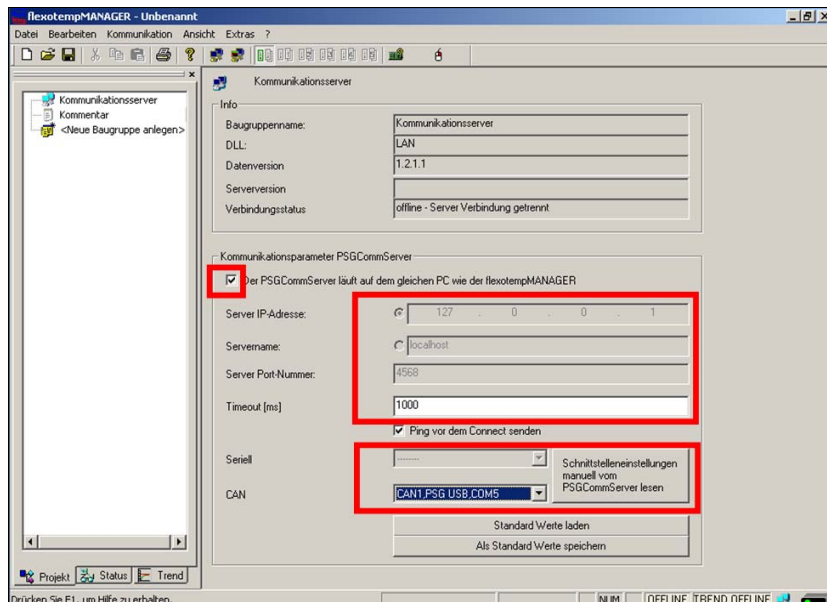 flexotempMANAGER - Unbenannt
Datei Bearbeiten Kommunikation Ansicht Extras ?
Kommunikationsserver
Kommentar
<Neue Baugruppe anlegen>
Kommunikationsserver
Info
Baugruppenname: Kommunikationsserver
DLL: LAN
Datenversion 1.2.1.1
Serverversion
Verbindungsstatus offline - Server Verbindung getrennt
Kommunikationsparameter PSGCommServer
Der PSGCommServer läuft auf dem gleichen PC wie der flexotempMANAGER
Server IP-Adresse: 127 . 0 . 0 . 1
Servername: localhost
Server Port-Nummer: 4568
Timeout [ms] 1000
Ping vor dem Connect senden
Seriell -------
CAN CAN1,PSG USB,COM5
Schnittstelleneinstellungen
manuell vom
PSGCommServer lesen
Standard Werte laden
Als Standard Werte speichern
Projekt Status Trend
Drücken Sie F1, um Hilfe zu erhalten. NUM OFFLINE TREND OFFLINE